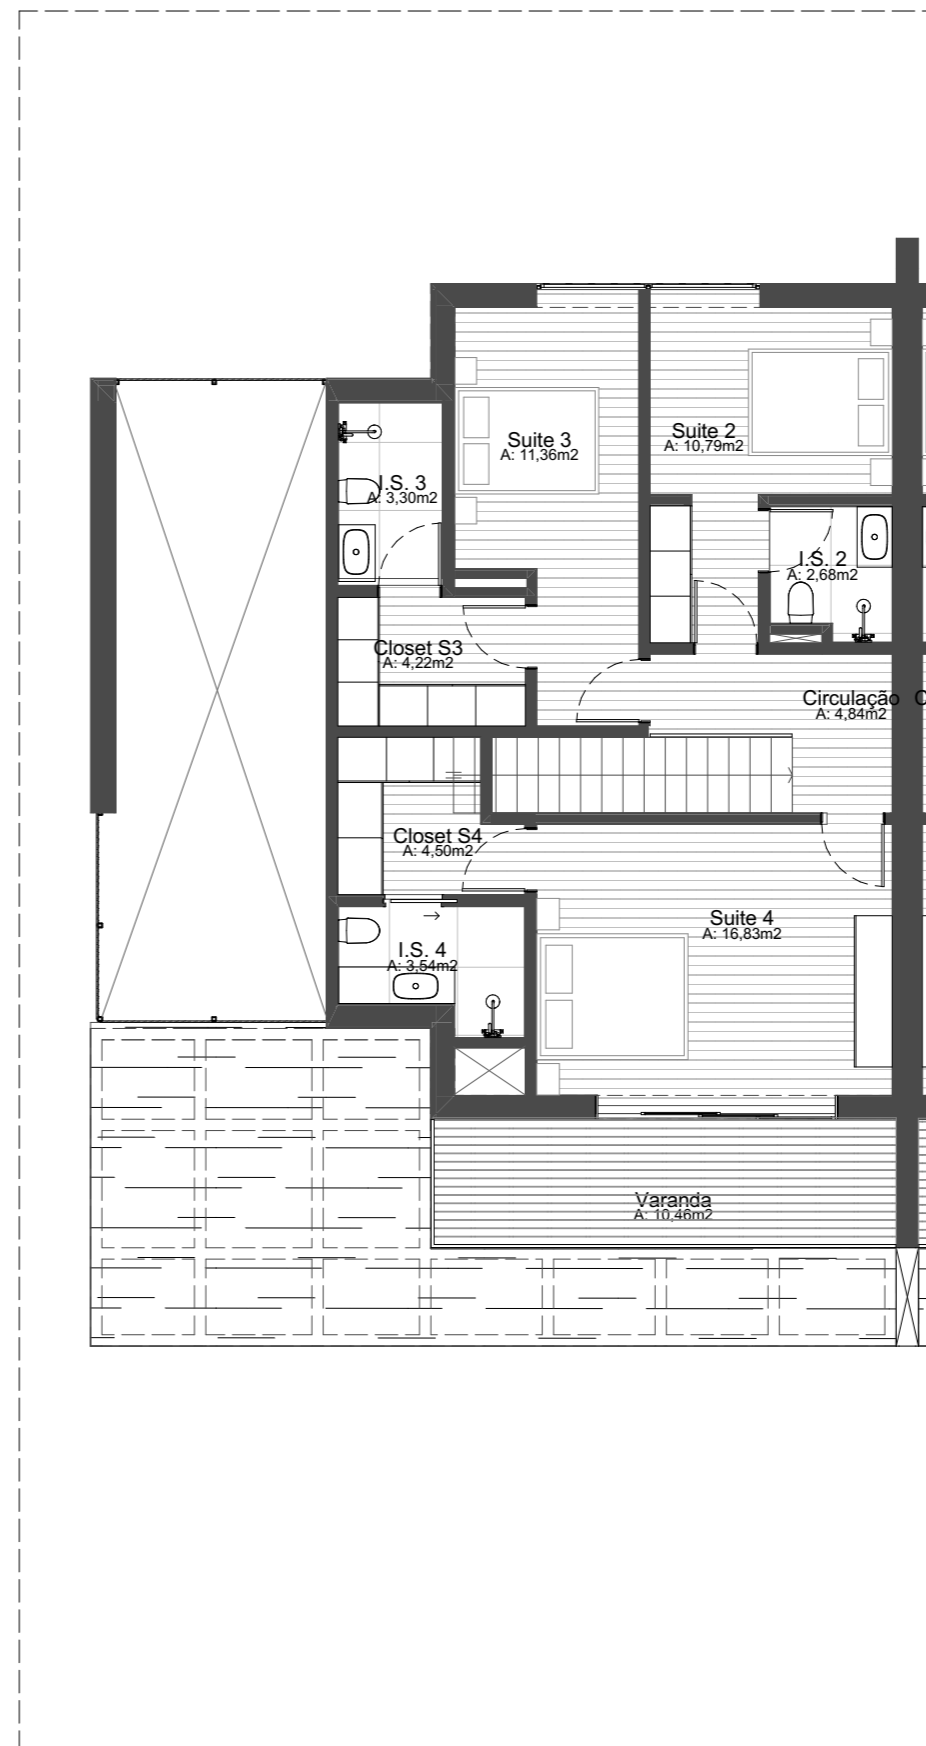 Suite 3
A: 11,36m2
Suite 2
A: 10,79m2
I.S. 3
A: 3,30m2
I.S. 2
A: 2,68m2
Closet S3
A: 4,22m2
Circulação
A: 4,84m2
C
Closet S4
A: 4,50m2
Suite 4
A: 16,83m2
I.S. 4
A: 3,54m2
Varanda
A: 10,46m2